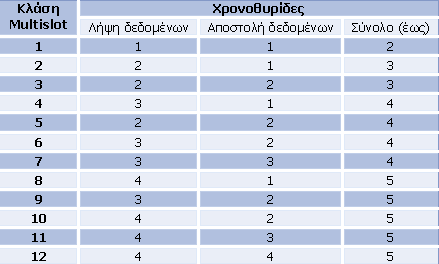 Κλάση Multislot Χρονοθυρίδες
Λήψη δεδομένων Αποστολή δεδομένων Σύνολο (έως)
1 1 1 2
2 2 1 3
3 2 2 3
4 3 1 4
5 2 2 4
6 3 2 4
7 3 3 4
8 4 1 5
9 3 2 5
10 4 2 5
11 4 3 5
12 4 4 5